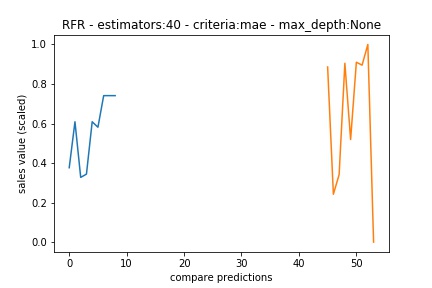 RFR - estimators:40 - criteria:mae - max_depth:None
sales value (scaled)
1.0
0.8
0.6
0.4
0.2
0.0
0 10 20 30 40 50
compare predictions